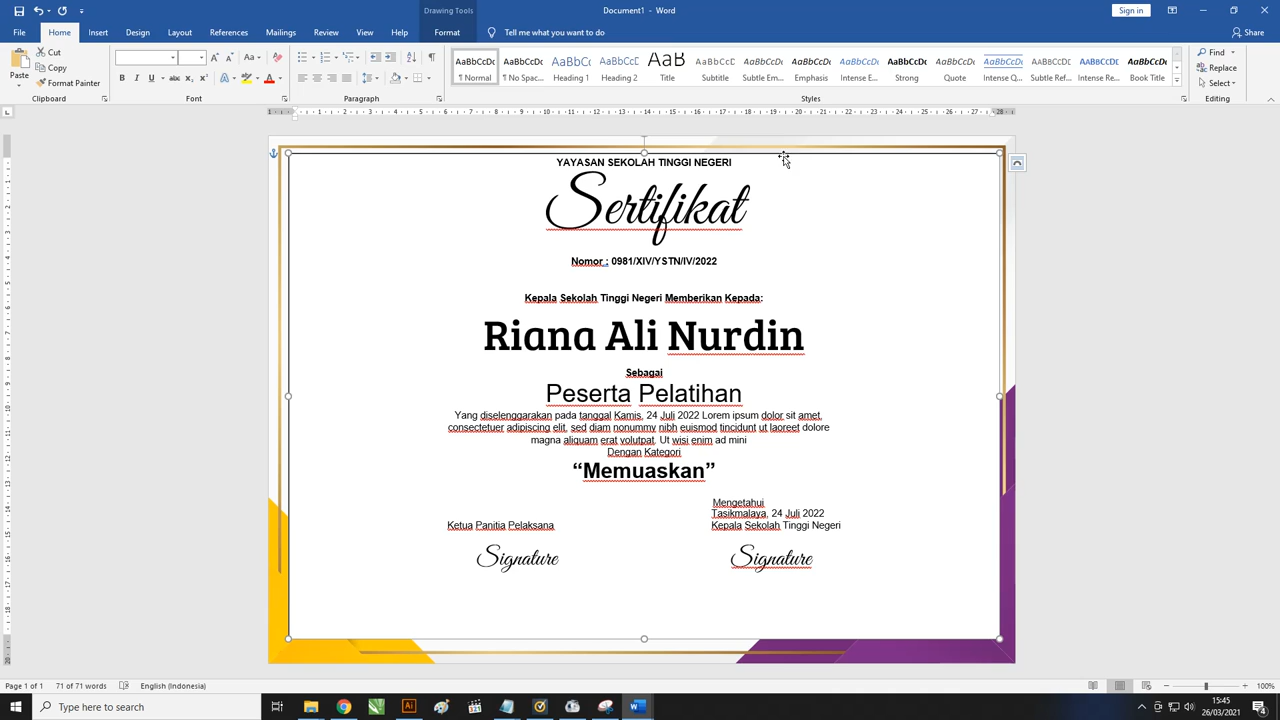 Drawing Tools
Document1 - Word
Sign in
File
Home
Insert
Design
Layout
References
Mailings
Review
View
Help
Format
Tell me what you want to do
Share
Paste
Cut
Copy
Format Painter
AaBbCcDc
¶ Normal
AaBbCcDc
¶ No Spac...
AaBbCc
Heading 1
AaBbCcD
Heading 2
AaB
Title
AaBbCcD
Subtitle
AaBbCcDc
Subtle Em...
AaBbCcDc
Emphasis
AaBbCcDc
Intense E...
AaBbCcDc
Strong
AaBbCcDc
Quote
AaBbCcDc
Intense Q...
AaBbCcDc
Subtle Ref...
AaBbCcDc
Intense Re...
AaBbCcDc
Book Title
Find
Replace
Select
Clipboard
Font
Paragraph
Styles
Editing
YAYASAN SEKOLAH TINGGI NEGERI
Sertifikat
Nomor : 0981/XIV/YSTN/IV/2022
Kepala Sekolah Tinggi Negeri Memberikan Kepada:
Riana Ali Nurdin
Sebagai
Peserta Pelatihan
Yang diselenggarakan pada tanggal Kamis, 24 Juli 2022 Lorem ipsum dolor sit amet,
consectetuer adipiscing elit, sed diam nonummy nibh euismod tincidunt ut laoreet dolore
magna aliquam erat volutpat. Ut wisi enim ad mini
Dengan Kategori
“Memuaskan”
Mengetahui
Tasikmalaya, 24 Juli 2022
Ketua Panitia Pelaksana
Kepala Sekolah Tinggi Negeri
Signature
Signature
Page 1 of 1
71 of 71 words
English (Indonesia)
100%
Type here to search
15:45
26/03/2021